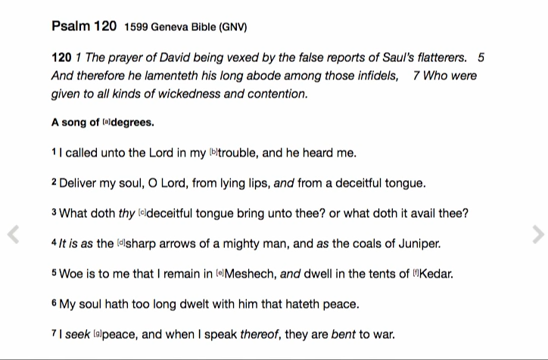 Psalm 120 1599 Geneva Bible (GNV)
120 1 The prayer of David being vexed by the false reports of Saul's flatterers. 5
And therefore he lamenteth his long abode among those infidels, 7 Who were
given to all kinds of wickedness and contention.
A song of [a]degrees.
1 I called unto the Lord in my [b]trouble, and he heard me.
2 Deliver my soul, O Lord, from lying lips, and from a deceitful tongue.
3 What doth thy [c]deceitful tongue bring unto thee? or what doth it avail thee?
4 It is as the [d]sharp arrows of a mighty man, and as the coals of Juniper.
5 Woe is to me that I remain in [e]Meshech, and dwell in the tents of [f]Kedar.
6 My soul hath too long dwelt with him that hateth peace.
7 I seek [g]peace, and when I speak thereof, they are bent to war.